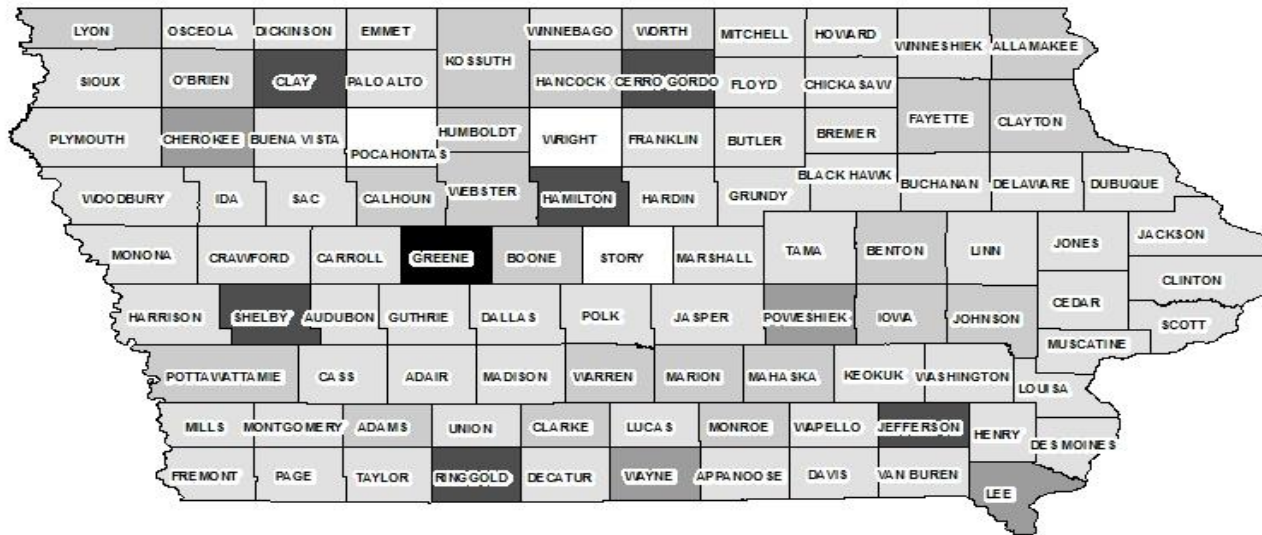 LYON OSCEOLA DICKINSON EMMET WINNEBAGO WORTH MITCHELL HOWARD
WINNESHIEK ALLAMAKEE
KOSSUTH
SIOUX O'BRIEN CLAY PALO ALTO HANCOCK CERRO GORDO FLOYD CHICKASAW
FAYETTE CLAYTON
PLYMOUTH CHEROKEE BUENA VISTA HUMBOLDT WRIGHT FRANKLIN BUTLER BREMER
POCAHONTAS
BLACK HAWK
WOODBURY IDA SAC CALHOUN WEBSTER HAMILTON HARDIN GRUNDY BUCHANAN DELAWARE DUBUQUE
JACKSON
MONONA CRAWFORD CARROLL GREENE BOONE STORY MARSHALL TAMA BENTON LINN JONES
CLINTON
CEDAR
HARRISON SHELBY AUDUBON GUTHRIE DALLAS POLK JASPER POWESHIEK IOWA JOHNSON SCOTT
MUSCATINE
POTTAWATTAMIE CASS ADAIR MADISON WARREN MARION MAHASKA KEOKUK WASHINGTON
LOUISA
MILLS MONTGOMERY ADAMS UNION CLARKE LUCAS MONROE WAPELLO JEFFERSON HENRY
DES MOINES
FREMONT PAGE TAYLOR RINGGOLD DECATUR WAYNE APPANOOSE DAVIS VAN BUREN
LEE